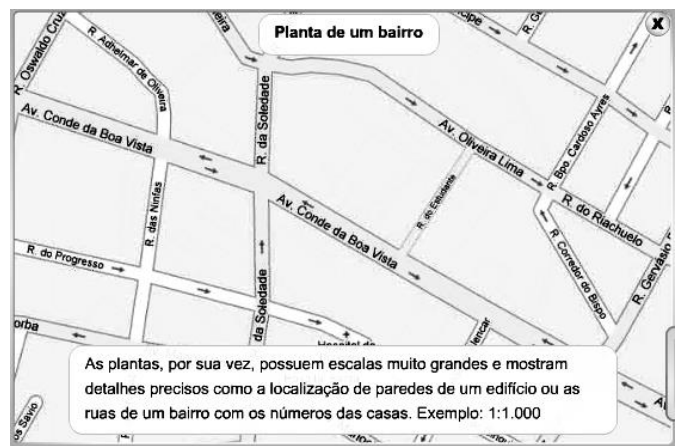 Planta de um bairro
X
R. Oswaldo Cruz
R. Adhelmar de Oliveira
Av. Conde da Boa Vista
R. da Soledade
Av. Oliveira Lima
R. Bpo. Cardoso Ayres
R. das Ninfas
Av. Conde da Boa Vista
R. do Estudante
R. do Riachuelo
R. do Progresso
R. Corredor do Bispo
R. Gervásio
da Soledade
As plantas, por sua vez, possuem escalas muito grandes e mostram
detalhes precisos como a localização de paredes de um edifício ou as
ruas de um bairro com os números das casas. Exemplo: 1:1.000